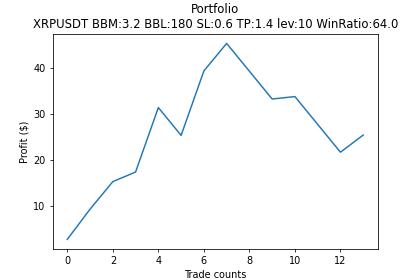 Portfolio
XRPUSDT BBM:3.2 BBL:180 SL:0.6 TP:1.4 lev:10 WinRatio:64.0
Profit ($)
40
30
20
10
0 2 4 6 8 10 12
Trade counts